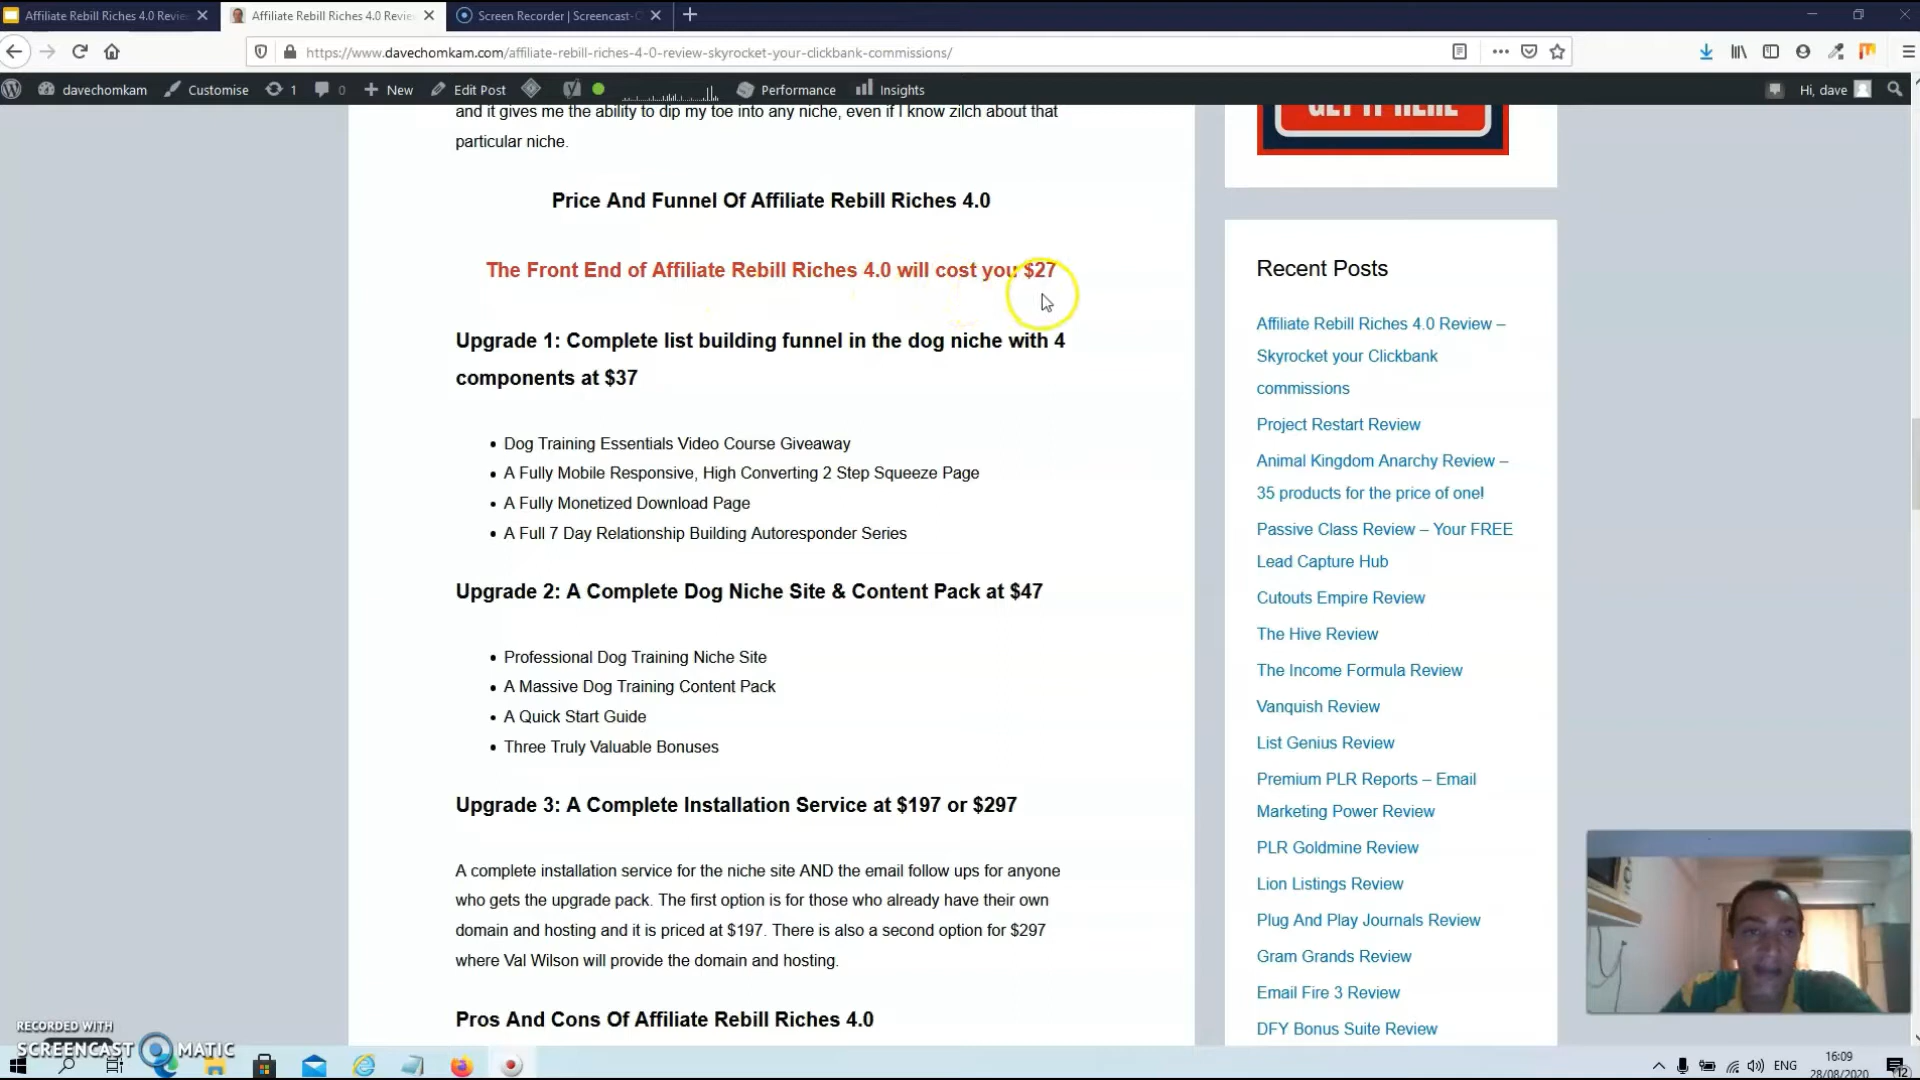 Affiliate Rebill Riches 4.0 Revie
Affiliate Rebill Riches 4.0 Revie
Screen Recorder | Screencast-O
https://www.davechomkam.com/affiliate-rebill-riches-4-0-review-skyrocket-your-clickbank-commissions/
davechomkam
Customise
1
0
New
Edit Post
Performance
Insights
Hi, dave
and it gives me the ability to dip my toe into any niche, even if I know zilch about that
particular niche.
Price And Funnel Of Affiliate Rebill Riches 4.0
The Front End of Affiliate Rebill Riches 4.0 will cost you $27
Upgrade 1: Complete list building funnel in the dog niche with 4
components at $37
• Dog Training Essentials Video Course Giveaway
• A Fully Mobile Responsive, High Converting 2 Step Squeeze Page
• A Fully Monetized Download Page
• A Full 7 Day Relationship Building Autoresponder Series
Upgrade 2: A Complete Dog Niche Site & Content Pack at $47
• Professional Dog Training Niche Site
• A Massive Dog Training Content Pack
• A Quick Start Guide
• Three Truly Valuable Bonuses
Upgrade 3: A Complete Installation Service at $197 or $297
A complete installation service for the niche site AND the email follow ups for anyone
who gets the upgrade pack. The first option is for those who already have their own
domain and hosting and it is priced at $197. There is also a second option for $297
where Val Wilson will provide the domain and hosting.
Pros And Cons Of Affiliate Rebill Riches 4.0
GET IT HERE
Recent Posts
Affiliate Rebill Riches 4.0 Review –
Skyrocket your Clickbank
commissions
Project Restart Review
Animal Kingdom Anarchy Review –
35 products for the price of one!
Passive Class Review – Your FREE
Lead Capture Hub
Cutouts Empire Review
The Hive Review
The Income Formula Review
Vanquish Review
List Genius Review
Premium PLR Reports – Email
Marketing Power Review
PLR Goldmine Review
Lion Listings Review
Plug And Play Journals Review
Gram Grands Review
Email Fire 3 Review
DFY Bonus Suite Review
RECORDED WITH
SCREENCAST MATIC
ENG
16:09
28/08/2020
12